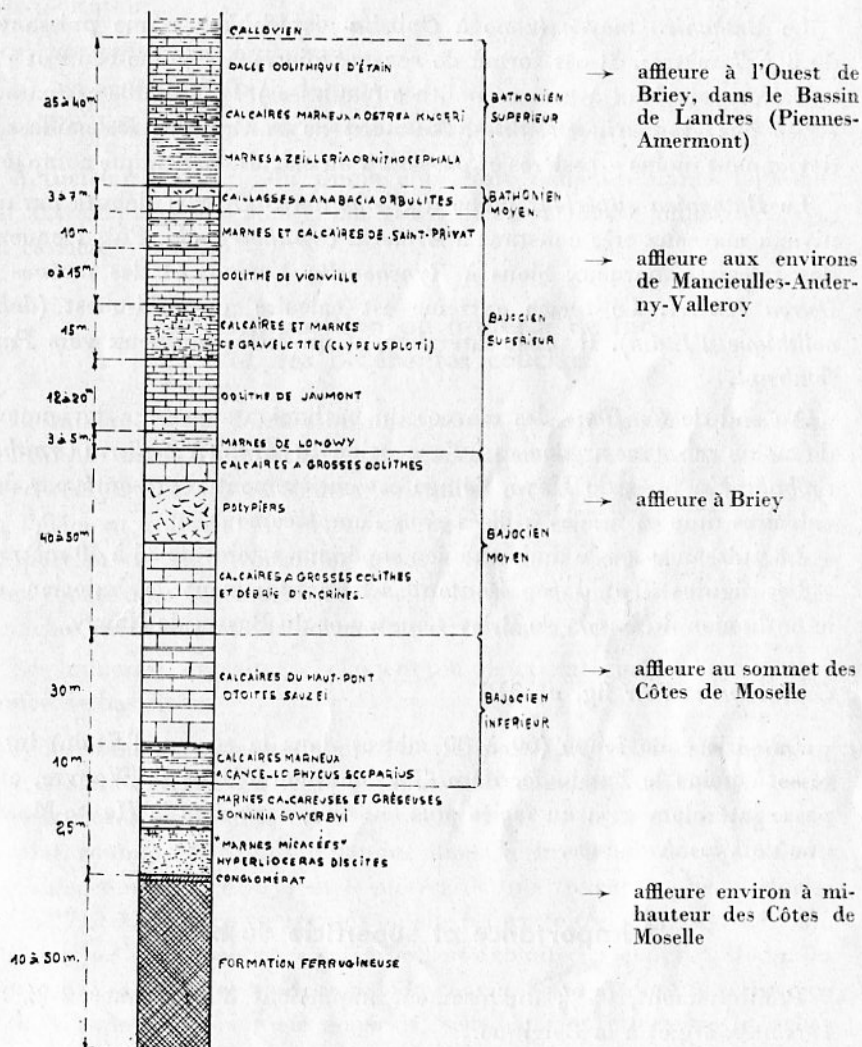 CALLOVIEN
DALLE OOLITHIQUE D'ÉTAIN
35 à 40m
CALCAIRES MARNEUX A OSTREA KNORRI
MARNES A ZEILLERIA ORNITHOCEPHALA
BATHONIEN
SUPERIEUR
→ affleure à l'Ouest de
Briey, dans le Bassin
de Landres (Piennes-
Amermont)
3 à 7m
CAILLASSES A ANABACIA ORBULITES
10m
MARNES ET CALCAIRES DE SAINT-PRIVAT
BATHONIEN
MOYEN
0 à 15m
OOLITHE DE VIONVILLE
15m
CALCAIRES ET MARNES
DE GRAVELOTTE (CLYPEUS PLOTI)
12 à 20m
OOLITHE DE JAUMONT
3 à 5m
MARNES DE LONGWY
BAJOCIEN
SUPERIEUR
→ affleure aux environs
de Mancieulles-Ander-
ny-Valleroy
CALCAIRES A GROSSES OOLITHES
POLYPIERS
40 à 50m
CALCAIRES A GROSSES OOLITHES
ET DÉBRIS D'ENCRINES.
BAJOCIEN
MOYEN
→ affleure à Briey
30m
CALCAIRES DU HAUT-PONT
OTOITES SAUZEI
10m
CALCAIRES MARNEUX
A CANCELLOPHYCUS SCOPARIUS
BAJOCIEN
INFERIEUR
→ affleure au sommet des
Côtes de Moselle
MARNES CALCAREUSES ET GRÉSEUSES
SONNINIA SOWERBYI
25m
"MARNES MICACÉES"
HYPERLIOCERAS DISCITES
CONGLOMÉRAT
10 à 50m.
FORMATION FERRUGINEUSE
→ affleure environ à mi-
hauteur des Côtes de
Moselle